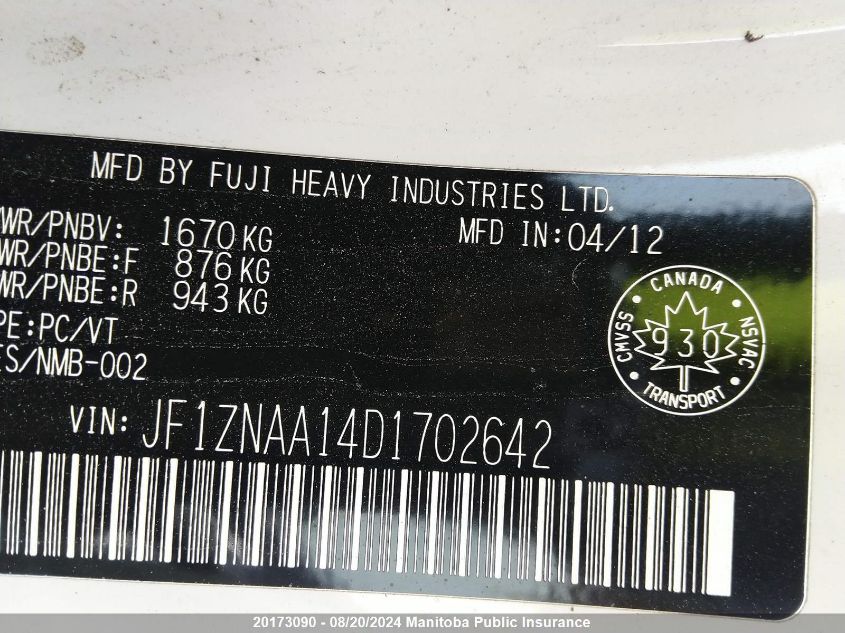 MFD BY FUJI HEAVY INDUSTRIES LTD.
WR/PNBV: 1670 KG MFD IN:04/12
WR/PNBE:F 876 KG
WR/PNBE:R 943 KG
PE:PC/VT
ES/NMB-002
CANADA
CMVSS 930 NSVAC
TRANSPORT
VIN: JF1ZNAA14D1702642
20173090 - 08/20/2024 Manitoba Public Insurance